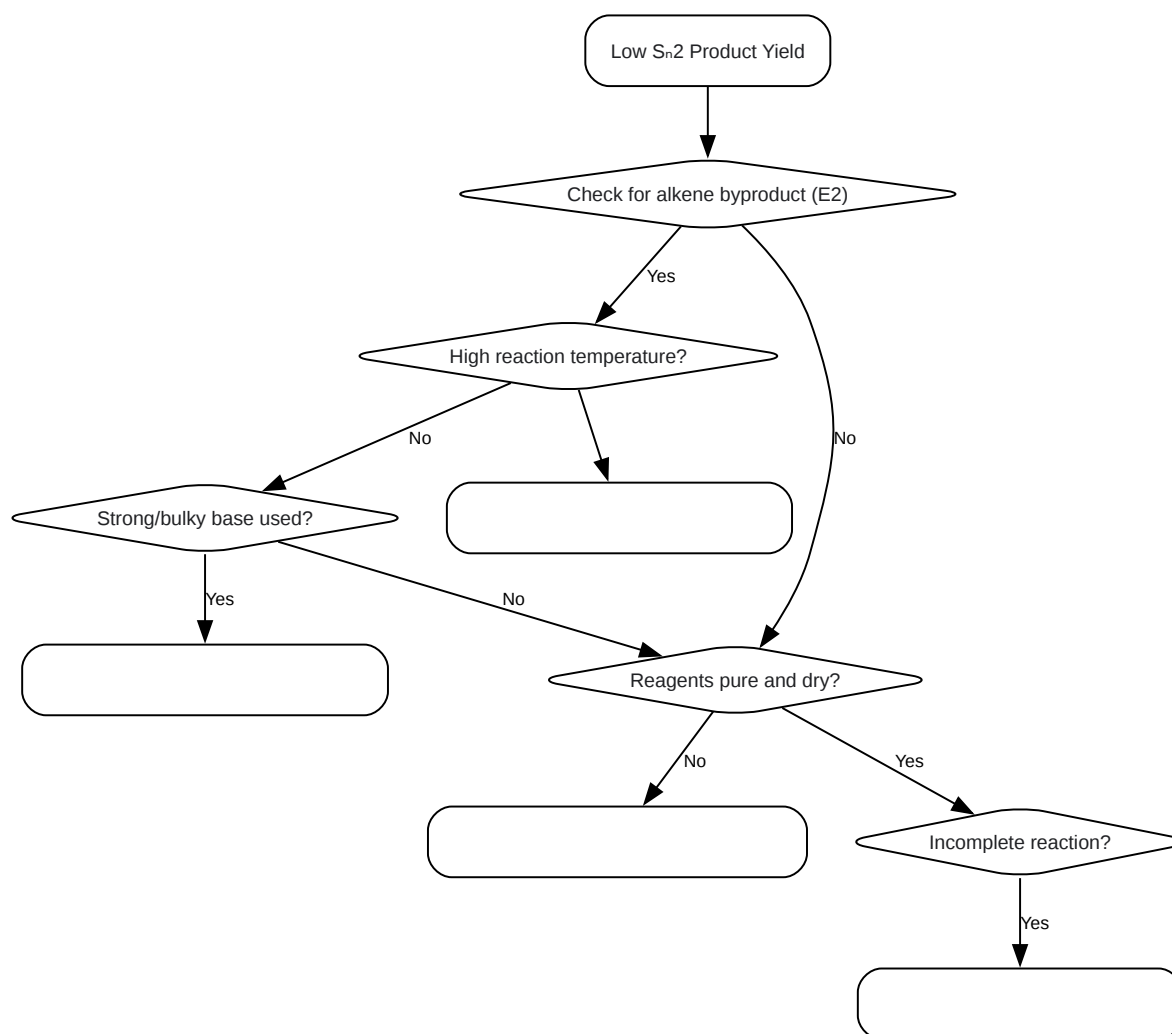 Low Sₙ2 Product Yield
Check for alkene byproduct (E2)
Yes
High reaction temperature?
No
No
Strong/bulky base used?
Yes
No
Reagents pure and dry?
No
Yes
Incomplete reaction?
Yes